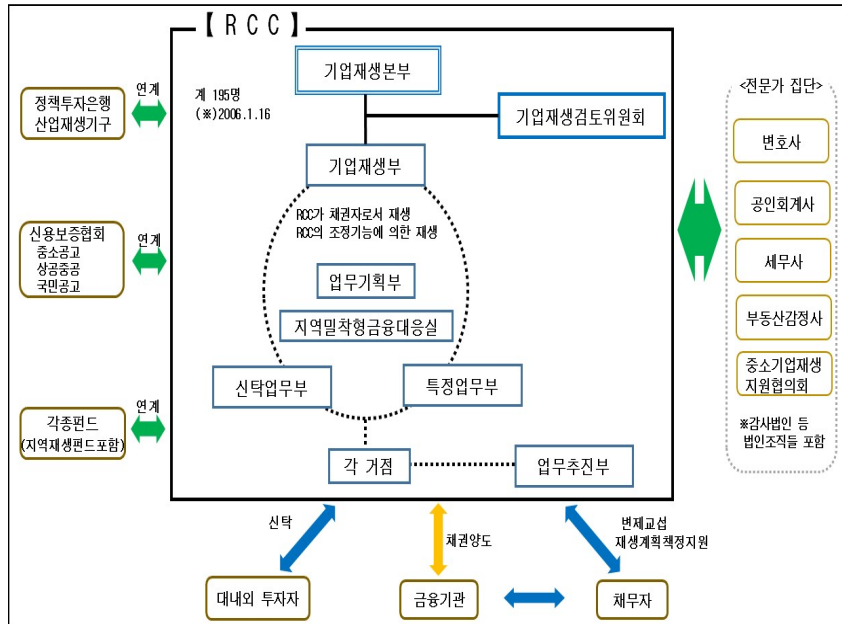 【RCC】
기업재생본부
계 195명
(※)2006.1.16
기업재생검토위원회
기업재생부
RCC가 채권자로서 재생
RCC의 조정기능에 의한 재생
업무기획부
지역밀착형금융대응실
신탁업무부
특정업무부
각 거점
업무추진부
정책투자은행
산업재생기구
연계
신용보증협회
중소공고
상공중공
국민공고
연계
각종펀드
(지역재생펀드포함)
연계
<전문가 집단>
변호사
공인회계사
세무사
부동산감정사
중소기업재생
지원협의회
※감사법인 등
법인조직들 포함
신탁
채권양도
변제교섭
재생계획책정지원
대내외 투자자
금융기관
채무자